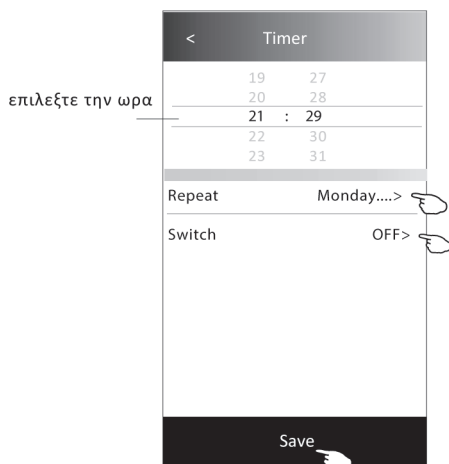 < Timer
19 27
20 28
επιλεξτε την ωρα
21 : 29
22 30
23 31
Repeat Monday....>
Switch OFF>
Save